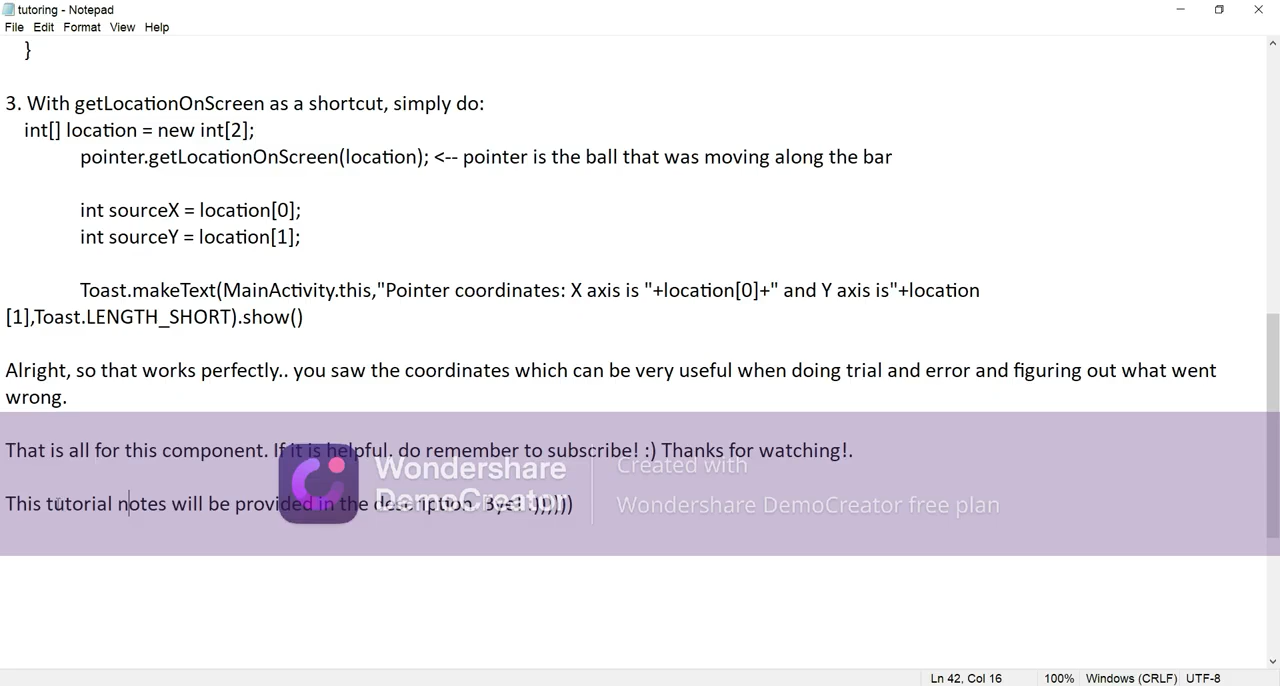 tutoring - Notepad
File Edit Format View Help
}
3. With getLocationOnScreen as a shortcut, simply do:
int[] location = new int[2];
pointer.getLocationOnScreen(location); <-- pointer is the ball that was moving along the bar
int sourceX = location[0];
int sourceY = location[1];
Toast.makeText(MainActivity.this,"Pointer coordinates: X axis is "+location[0]+" and Y axis is"+location
[1],Toast.LENGTH_SHORT).show()
Alright, so that works perfectly.. you saw the coordinates which can be very useful when doing trial and error and figuring out what went
wrong.
That is all for this component. If it is helpful. do remember to subscribe! :) Thanks for watching!.
Wondershare
DemoCreator
Created with
Wondershare DemoCreator free plan
This tutorial notes will be provided in the description.
Ln 42, Col 16 100% Windows (CRLF) UTF-8